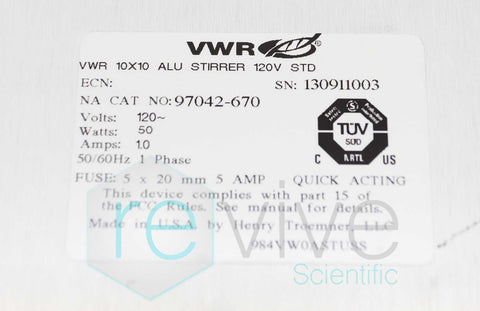 VWR
VWR 10X10 ALU STIRRER 120V STD
ECN: SN: 130911003
NA CAT NO: 97042-670
Volts: 120~
Watts: 50
Amps: 1.0
50/60Hz 1 Phase
TÜV
SÜD
C ARTL US
FUSE: 5 x 20 mm 5 AMP QUICK ACTING
This device complies with part 15 of
the FCC Rules. See manual for details.
Made in U.S.A. by Henry Troemner, LLC
984VW0ASTUSS
revive
Scientific